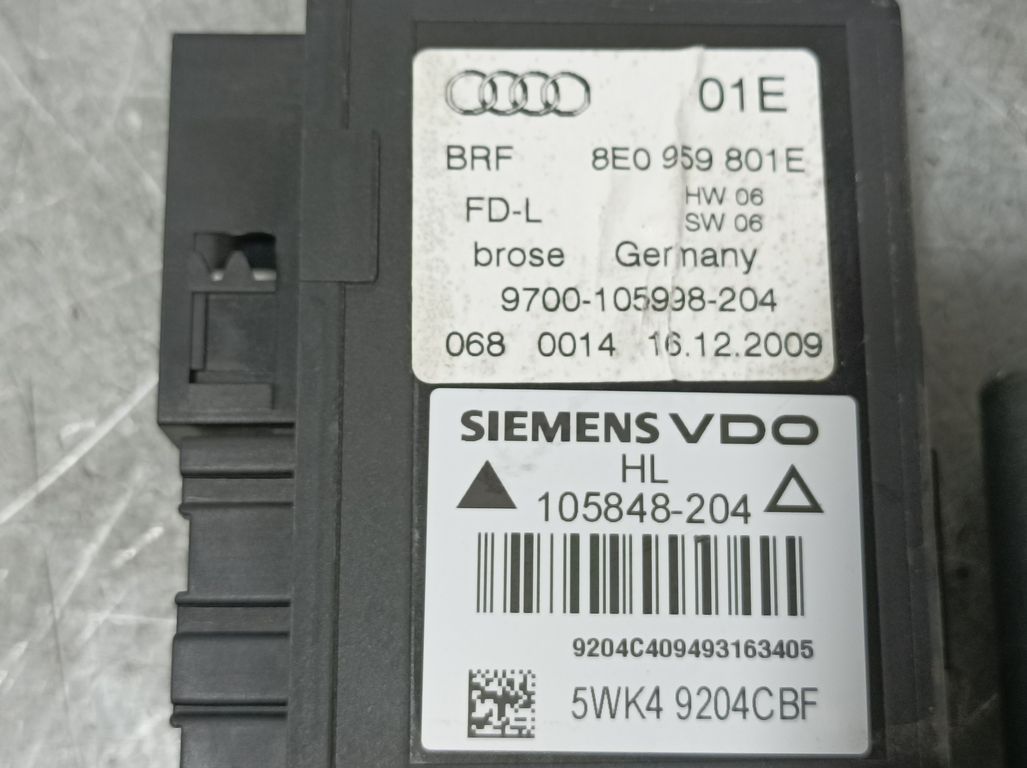 01E
BRF 8E0 959 801E
FD-L HW 06
SW 06
brose Germany
9700-105998-204
068 0014 16.12.2009
SIEMENS VDO
HL
105848-204
9204C409493163405
5WK4 9204CBF